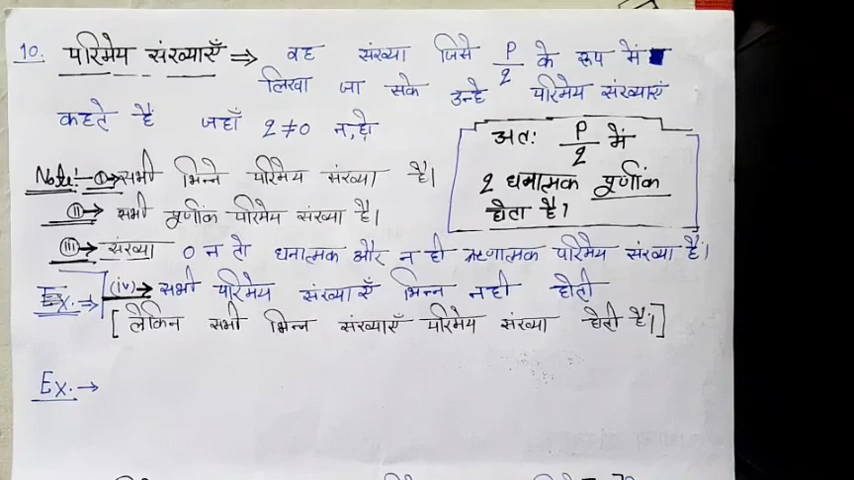 10. परिमेय संख्याएँ ⇒ वह संख्या जिसे P/q के रूप में
लिखा जा सके उन्हे परिमेय संख्याएं
कहते हैं जहाँ q ≠ 0 न, हो
अतः P/q में
q धनात्मक पूर्णांक
होता है।
Note:- (i)→ सभी भिन्ने परिमेय संख्या है।
(ii)→ सभी पूर्णांक परिमेय संख्या है।
(iii)→ संख्या 0 न तो धनात्मक और न ही ऋणात्मक परिमेय संख्या हैं।
Ex.⇒ (iv)→ सभी परिमेय संख्याएँ भिन्न नही होती
[लेकिन सभी भिन्न संख्याएँ परिमेय संख्या होती हैं।]
Ex.→